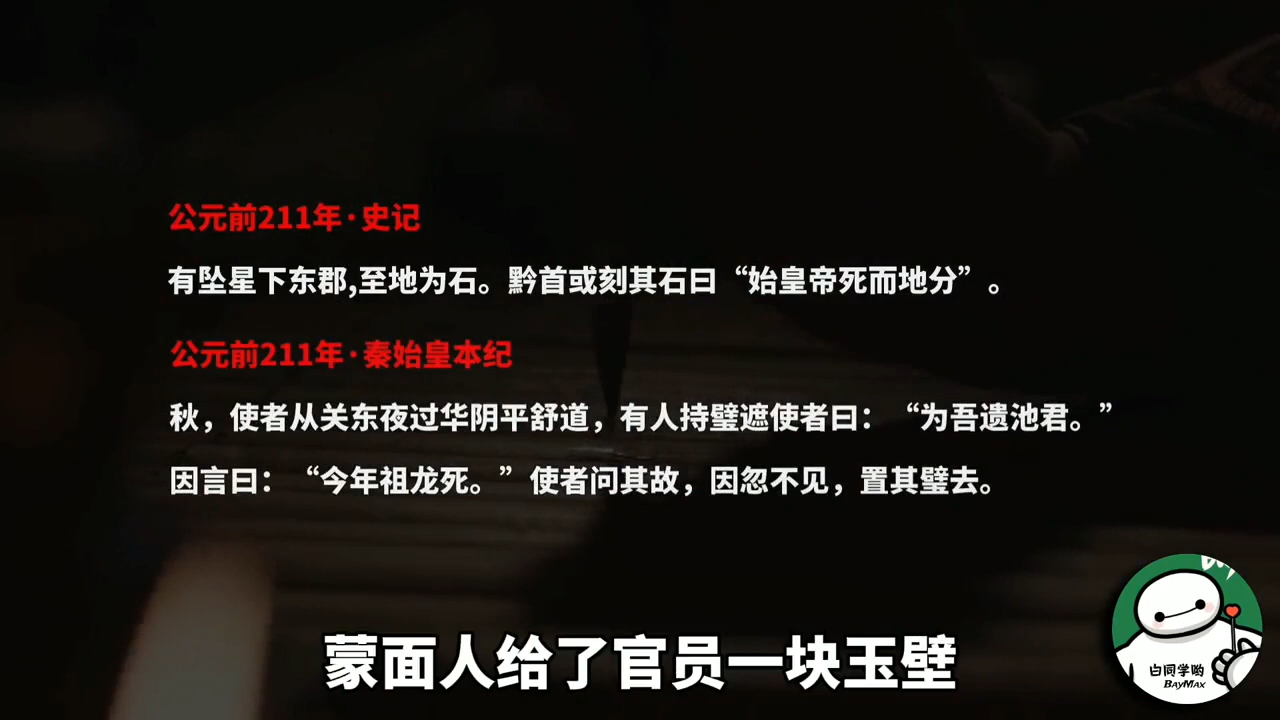 公元前211年·史记
有坠星下东郡,至地为石。黔首或刻其石曰“始皇帝死而地分”。
公元前211年·秦始皇本纪
秋，使者从关东夜过华阴平舒道，有人持璧遮使者曰：“为吾遗池君。”
因言曰：“今年祖龙死。”使者问其故，因忽不见，置其璧去。
蒙面人给了官员一块玉壁
白同学哟
BAYMAX